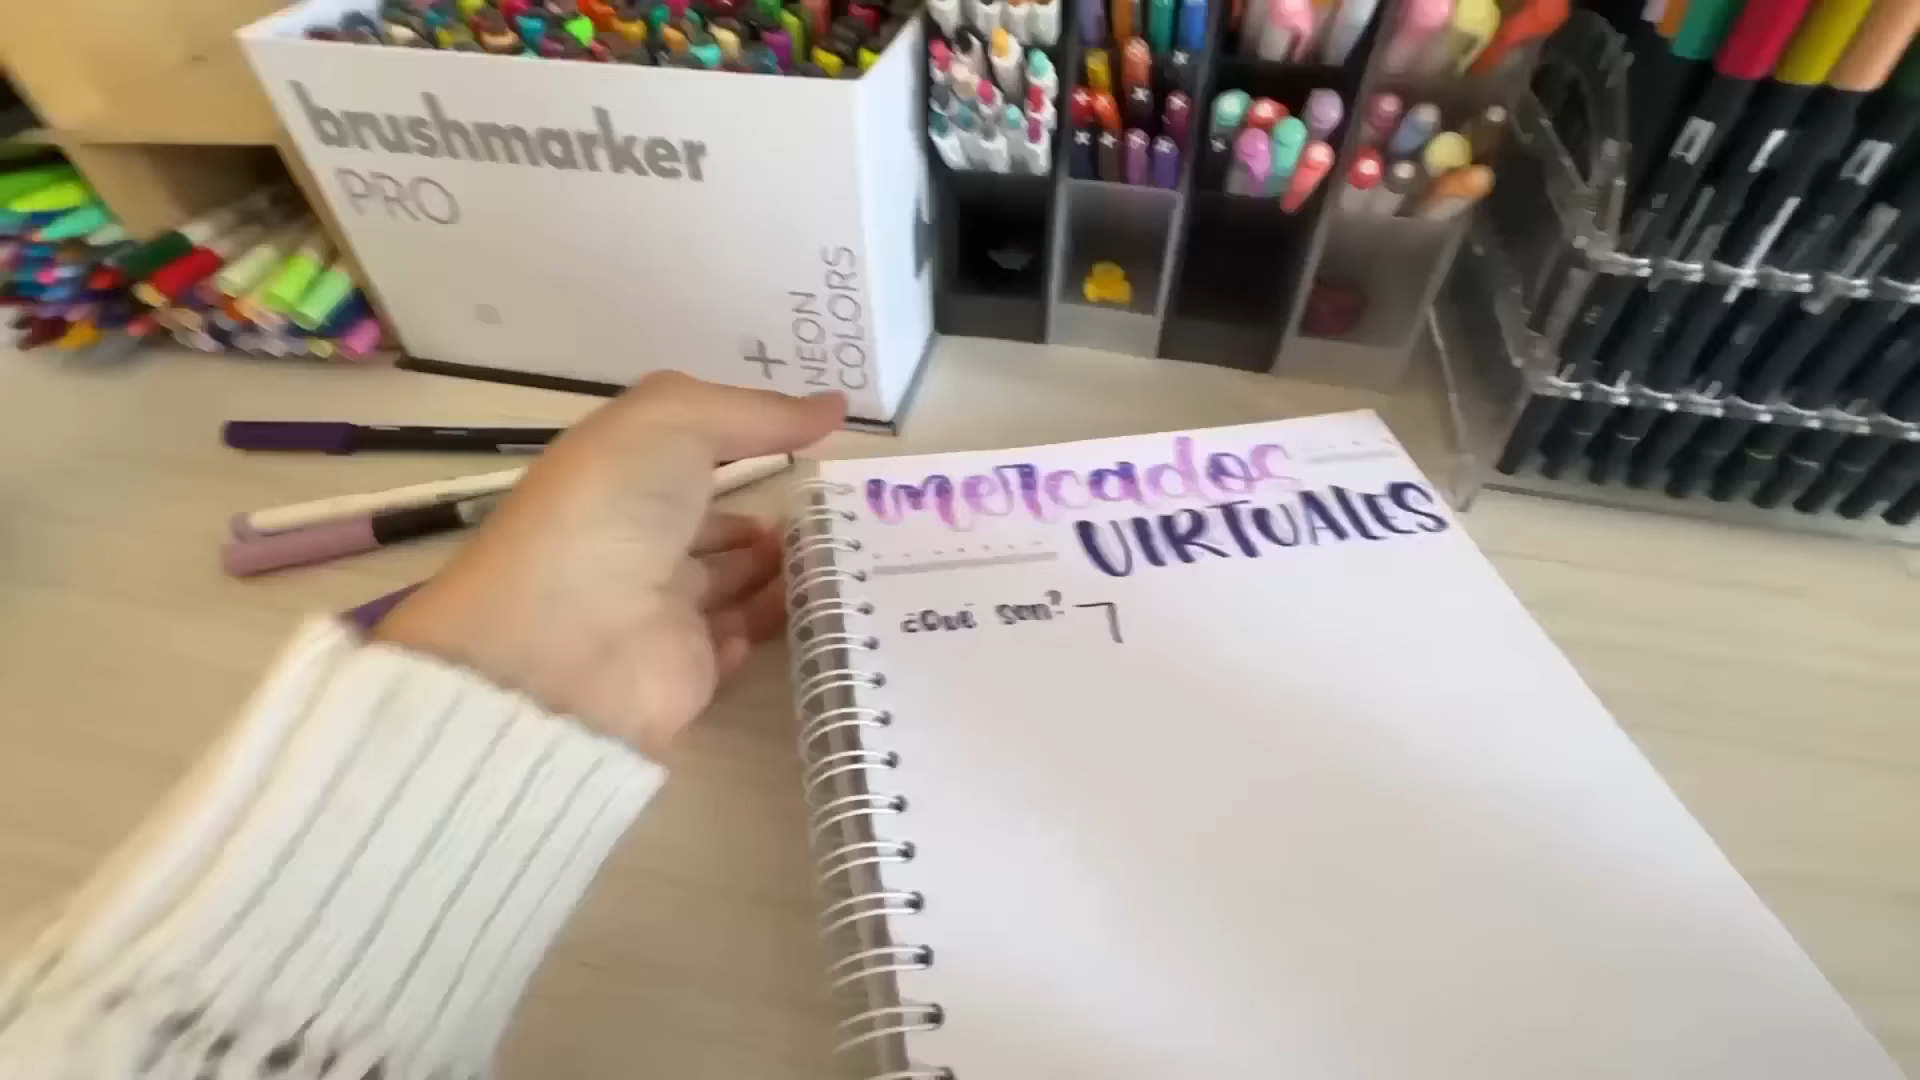 brushmarker
PRO
+
NEON
COLORS
mercados
VIRTUALES
¿Qué son?